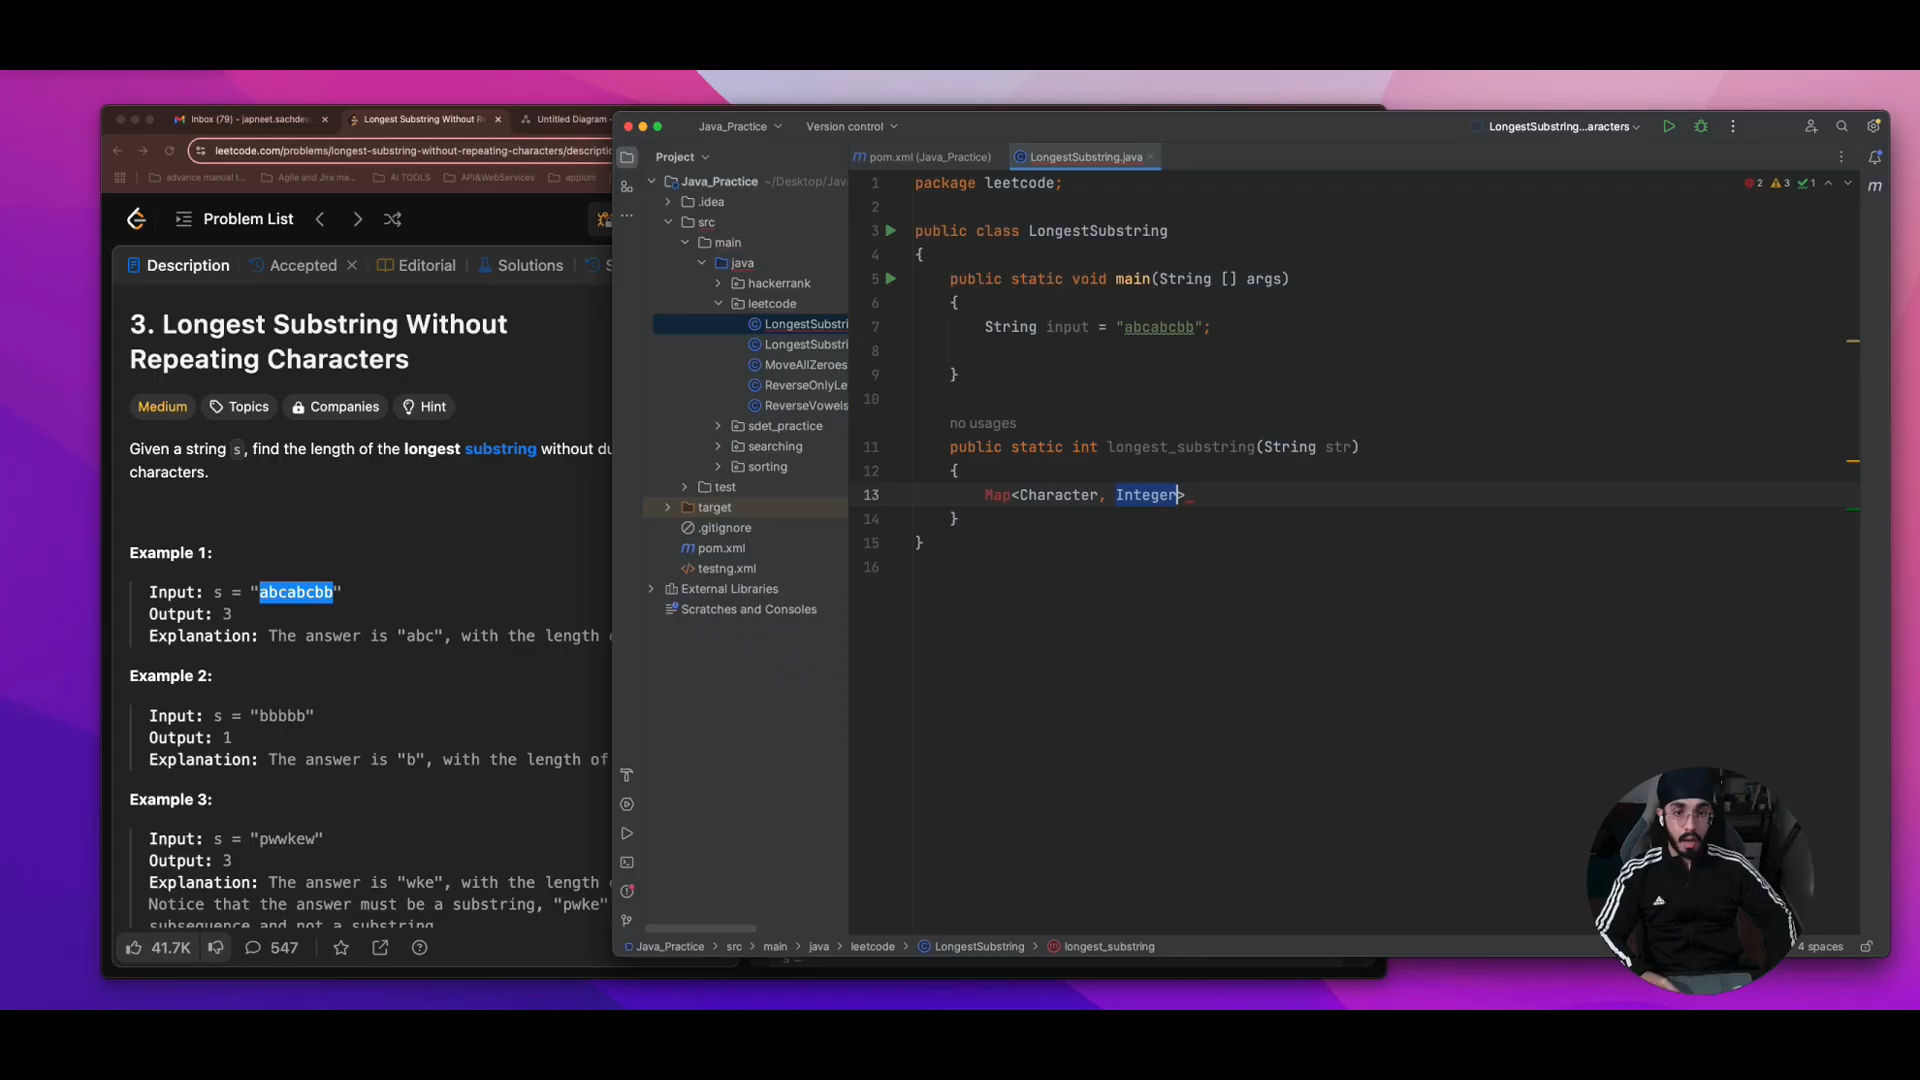 Inbox (79) - japneet.sachdev
Longest Substring Without R
Untitled Diagram -
leetcode.com/problems/longest-substring-without-repeating-characters/descriptio
advance manual t...
Agile and Jira ma...
AI TOOLS
API&WebServices
appium
Problem List
Description
Accepted
Editorial
Solutions
S
3. Longest Substring Without
Repeating Characters
Medium
Topics
Companies
Hint
Given a string s, find the length of the longest substring without du
characters.
Example 1:
Input: s = "abcabcbb"
Output: 3
Explanation: The answer is "abc", with the length
Example 2:
Input: s = "bbbbb"
Output: 1
Explanation: The answer is "b", with the length of
Example 3:
Input: s = "pwwkew"
Output: 3
Explanation: The answer is "wke", with the length
Notice that the answer must be a substring, "pwke"
subsequence and not a substring
41.7K
547
Java_Practice
Version control
LongestSubstring...aracters
Project
Java_Practice ~/Desktop/Jav
.idea
src
main
java
hackerrank
leetcode
LongestSubstri
LongestSubstri
MoveAllZeroes
ReverseOnlyLe
ReverseVowels
sdet_practice
searching
sorting
test
target
.gitignore
pom.xml
testng.xml
External Libraries
Scratches and Consoles
pom.xml (Java_Practice)
LongestSubstring.java
2 3 1
1 package leetcode;
2
3 public class LongestSubstring
4 {
5 public static void main(String [] args)
6 {
7 String input = "abcabcbb";
8
9 }
10
no usages
11 public static int longest_substring(String str)
12 {
13 Map<Character, Integer>
14 }
15 }
16
Java_Practice > src > main > java > leetcode > LongestSubstring > longest_substring
4 spaces